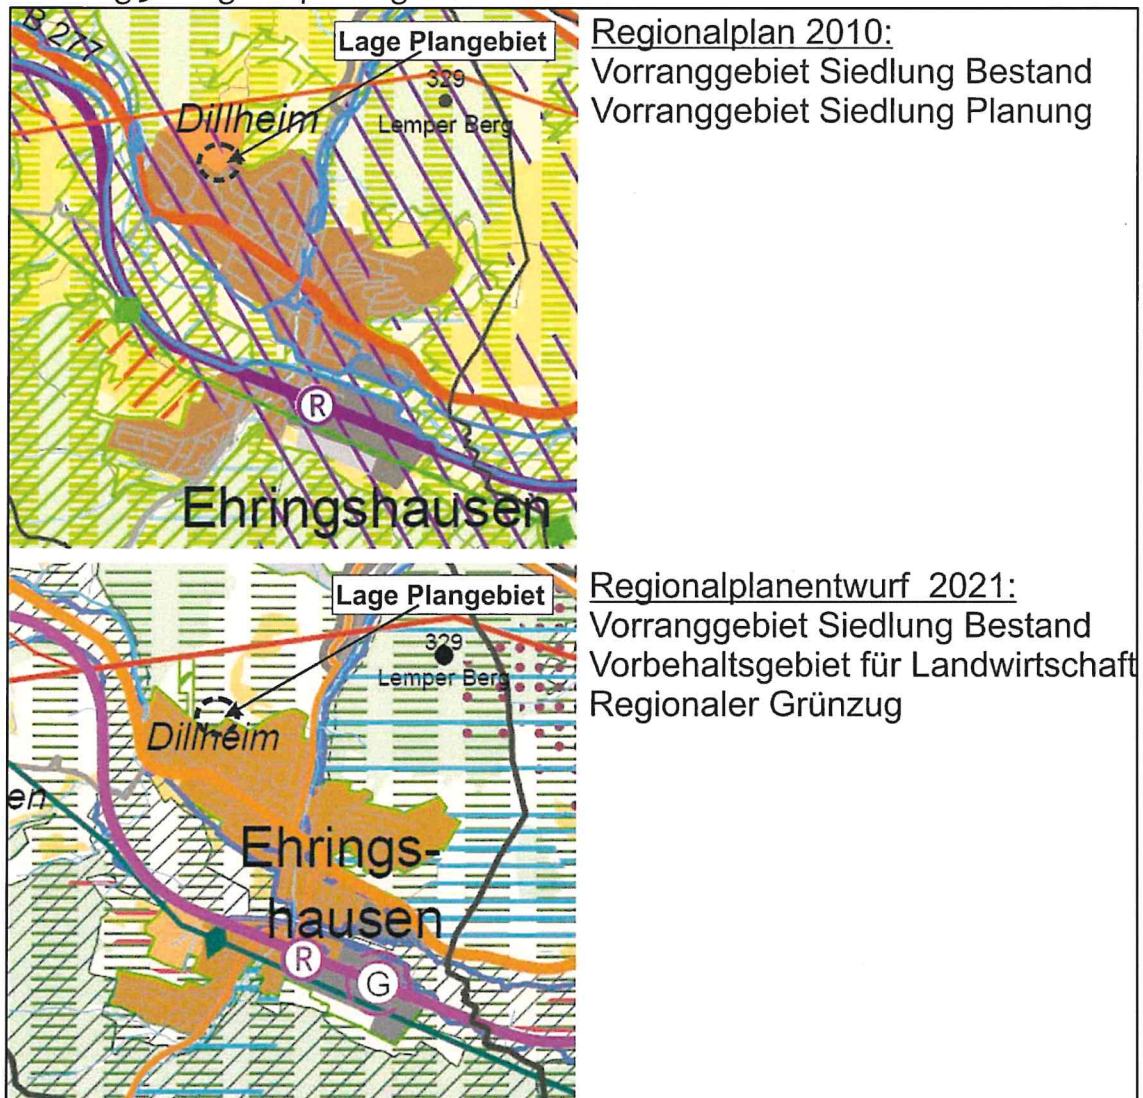 B 277
Lage Plangebiet
329
Dillheim
Lemper Berg
R
Ehringshausen
Regionalplan 2010:
Vorranggebiet Siedlung Bestand
Vorranggebiet Siedlung Planung
Lage Plangebiet
329
Lemper Berg
Dillheim
en
Ehrings-
hausen
R
G
Regionalplanentwurf 2021:
Vorranggebiet Siedlung Bestand
Vorbehaltsgebiet für Landwirtschaft
Regionaler Grünzug